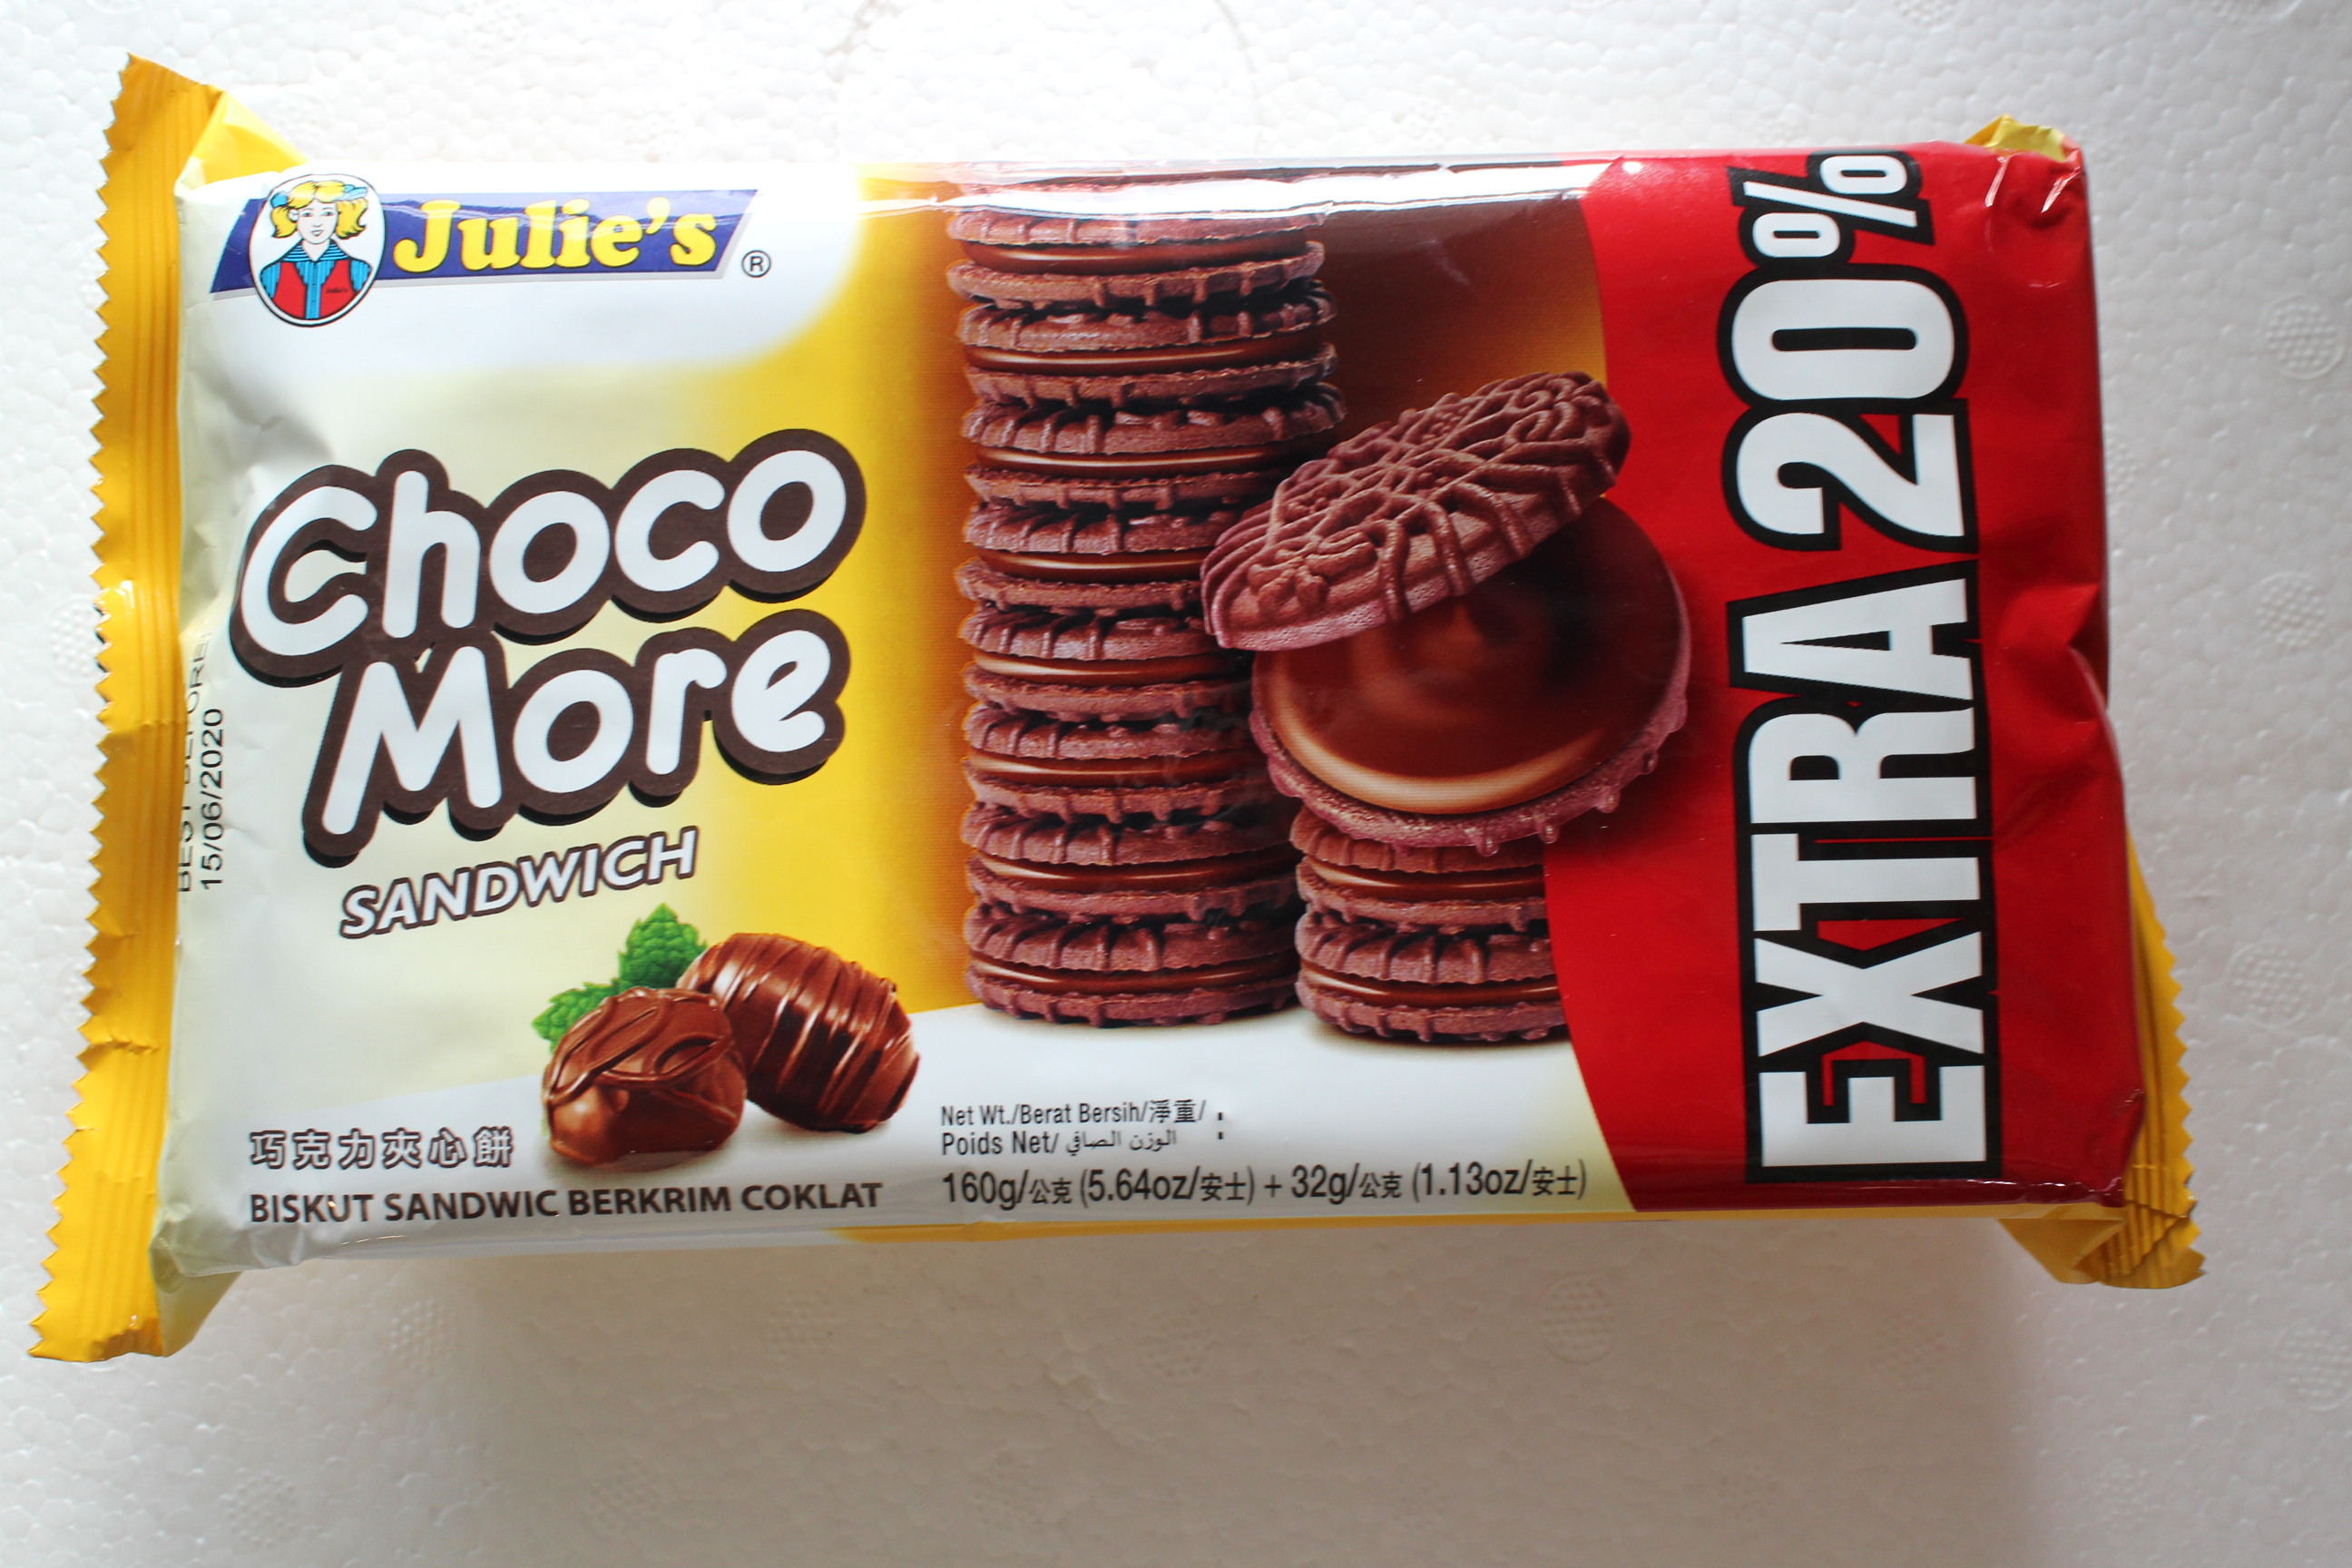 Julie's ®
Choco
More
SANDWICH
巧克力夾心餅
BISKUT SANDWIC BERKRIM COKLAT
BEST BEFORE
15/06/2020
Net Wt./Berat Bersih/淨重/ :
Poids Net/ الوزن الصافي
160g/公克 (5.64oz/安士) + 32g/公克 (1.13oz/安士)
EXTRA 20%